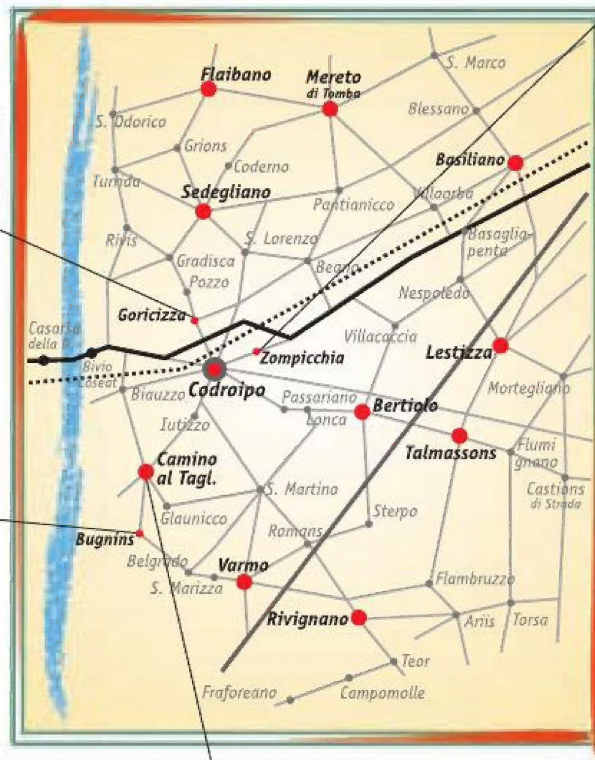 Flaibano
Mereto
di Tomba
S. Marco
S. Odorico
Blessano
Grions
Coderno
Basiliano
Turrida
Sedegliano
Pantianicco
Villaorba
Rivis
S. Lorenzo
Basaglia-
penta
Gradisca
Beano
Pozzo
Nespoledo
Goricizza
Casarsa
della D.
Villacaccia
Bivio
Coseat
Zompicchia
Lestizza
Codroipo
Mortegliano
Biauzzo
Passariano
Lonca
Bertiolo
Iutizzo
Talmassons
Flumi
gnano
Camino
al Tagl.
S. Martino
Castions
di Strada
Glaunicco
Sterpo
Bugnins
Romans
Belgrado
Varmo
S. Marizza
Flambruzzo
Rivignano
Ariis
Torsa
Teor
Fraforeano
Campomolle